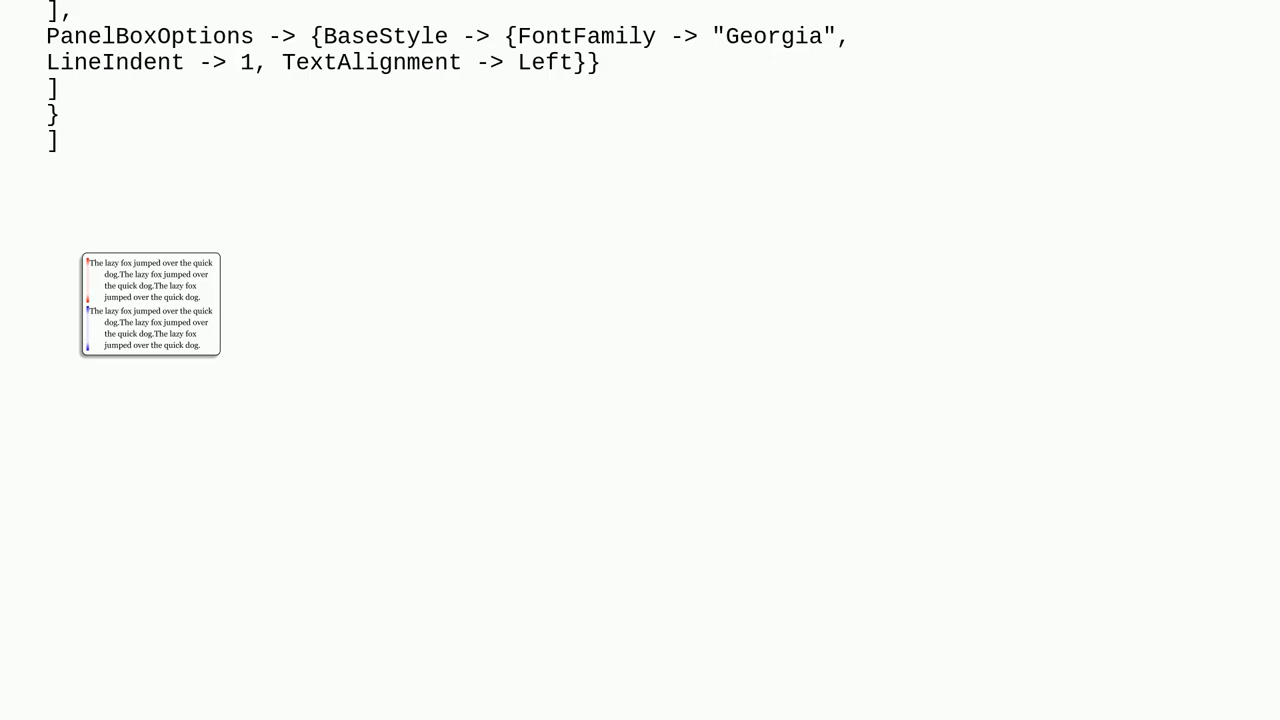 ],
PanelBoxOptions -> {BaseStyle -> {FontFamily -> "Georgia",
LineIndent -> 1, TextAlignment -> Left}}
]
}
]
The lazy fox jumped over the quick
dog.The lazy fox jumped over
the quick dog.The lazy fox
jumped over the quick dog.
The lazy fox jumped over the quick
dog.The lazy fox jumped over
the quick dog.The lazy fox
jumped over the quick dog.